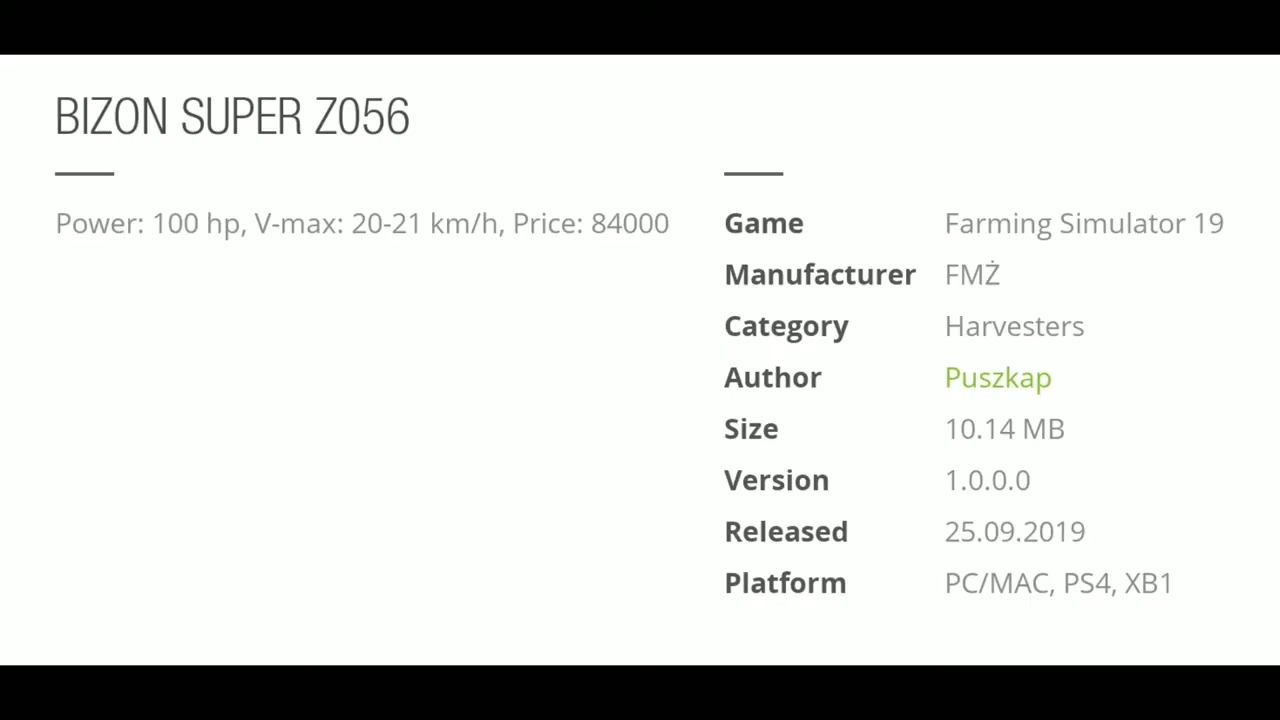 BIZON SUPER Z056
Power: 100 hp, V-max: 20-21 km/h, Price: 84000
Game Farming Simulator 19
Manufacturer FMŻ
Category Harvesters
Author Puszkap
Size 10.14 MB
Version 1.0.0.0
Released 25.09.2019
Platform PC/MAC, PS4, XB1